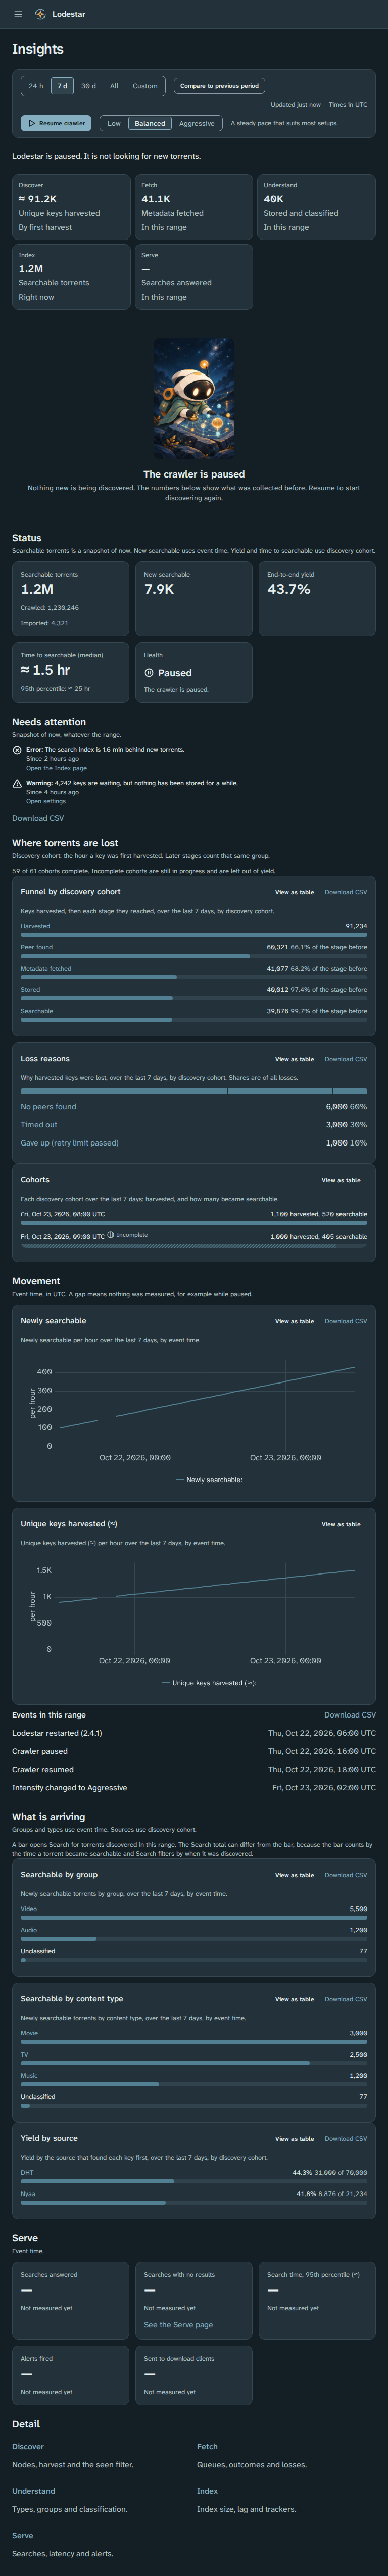 Lodestar
Insights
24 h 7 d 30 d All Custom Compare to previous period
Updated just now Times in UTC
Resume crawler Low Balanced Aggressive A steady pace that suits most setups.
Lodestar is paused. It is not looking for new torrents.
Discover Fetch Understand
≈ 91.2K 41.1K 40K
Unique keys harvested Metadata fetched Stored and classified
By first harvest In this range In this range
Index Serve
1.2M —
Searchable torrents Searches answered
Right now In this range
The crawler is paused
Nothing new is being discovered. The numbers below show what was collected before. Resume to start
discovering again.
Status
Searchable torrents is a snapshot of now. New searchable uses event time. Yield and time to searchable use discovery cohort.
Searchable torrents New searchable End-to-end yield
1.2M 7.9K 43.7%
Crawled: 1,230,246
Imported: 4,321
Time to searchable (median) Health
≈ 1.5 hr Paused
95th percentile: ≈ 25 hr The crawler is paused.
Needs attention
Snapshot of now, whatever the range.
Error: The search index is 1.6 min behind new torrents.
Since 2 hours ago
Open the Index page
Warning: 4,242 keys are waiting, but nothing has been stored for a while.
Since 4 hours ago
Open settings
Download CSV
Where torrents are lost
Discovery cohort: the hour a key was first harvested. Later stages count that same group.
59 of 61 cohorts complete. Incomplete cohorts are still in progress and are left out of yield.
Funnel by discovery cohort View as table Download CSV
Keys harvested, then each stage they reached, over the last 7 days, by discovery cohort.
Harvested 91,234
Peer found 60,321 66.1% of the stage before
Metadata fetched 41,077 68.2% of the stage before
Stored 40,012 97.4% of the stage before
Searchable 39,876 99.7% of the stage before
Loss reasons View as table Download CSV
Why harvested keys were lost, over the last 7 days, by discovery cohort. Shares are of all losses.
No peers found 6,000 60%
Timed out 3,000 30%
Gave up (retry limit passed) 1,000 10%
Cohorts View as table
Each discovery cohort over the last 7 days: harvested, and how many became searchable.
Fri, Oct 23, 2026, 08:00 UTC 1,100 harvested, 520 searchable
Fri, Oct 23, 2026, 09:00 UTC Incomplete 1,000 harvested, 405 searchable
Movement
Event time, in UTC. A gap means nothing was measured, for example while paused.
Newly searchable View as table Download CSV
Newly searchable per hour over the last 7 days, by event time.
400
300
200
100
0
per hour
Oct 22, 2026, 00:00 Oct 23, 2026, 00:00
Newly searchable:
Unique keys harvested (≈) View as table
Unique keys harvested (≈) per hour over the last 7 days, by event time.
1.5K
1K
500
0
per hour
Oct 22, 2026, 00:00 Oct 23, 2026, 00:00
Unique keys harvested (≈):
Events in this range Download CSV
Lodestar restarted (2.4.1) Thu, Oct 22, 2026, 06:00 UTC
Crawler paused Thu, Oct 22, 2026, 16:00 UTC
Crawler resumed Thu, Oct 22, 2026, 18:00 UTC
Intensity changed to Aggressive Fri, Oct 23, 2026, 02:00 UTC
What is arriving
Groups and types use event time. Sources use discovery cohort.
A bar opens Search for torrents discovered in this range. The Search total can differ from the bar, because the bar counts by
the time a torrent became searchable and Search filters by when it was discovered.
Searchable by group View as table Download CSV
Newly searchable torrents by group, over the last 7 days, by event time.
Video 5,500
Audio 1,200
Unclassified 77
Searchable by content type View as table Download CSV
Newly searchable torrents by content type, over the last 7 days, by event time.
Movie 3,000
TV 2,500
Music 1,200
Unclassified 77
Yield by source View as table Download CSV
Yield by the source that found each key first, over the last 7 days, by discovery cohort.
DHT 44.3% 31,000 of 70,000
Nyaa 41.8% 8,876 of 21,234
Serve
Event time.
Searches answered Searches with no results Search time, 95th percentile (≈)
— — —
Not measured yet Not measured yet Not measured yet
See the Serve page
Alerts fired Sent to download clients
— —
Not measured yet Not measured yet
Detail
Discover Fetch
Nodes, harvest and the seen filter. Queues, outcomes and losses.
Understand Index
Types, groups and classification. Index size, lag and trackers.
Serve
Searches, latency and alerts.